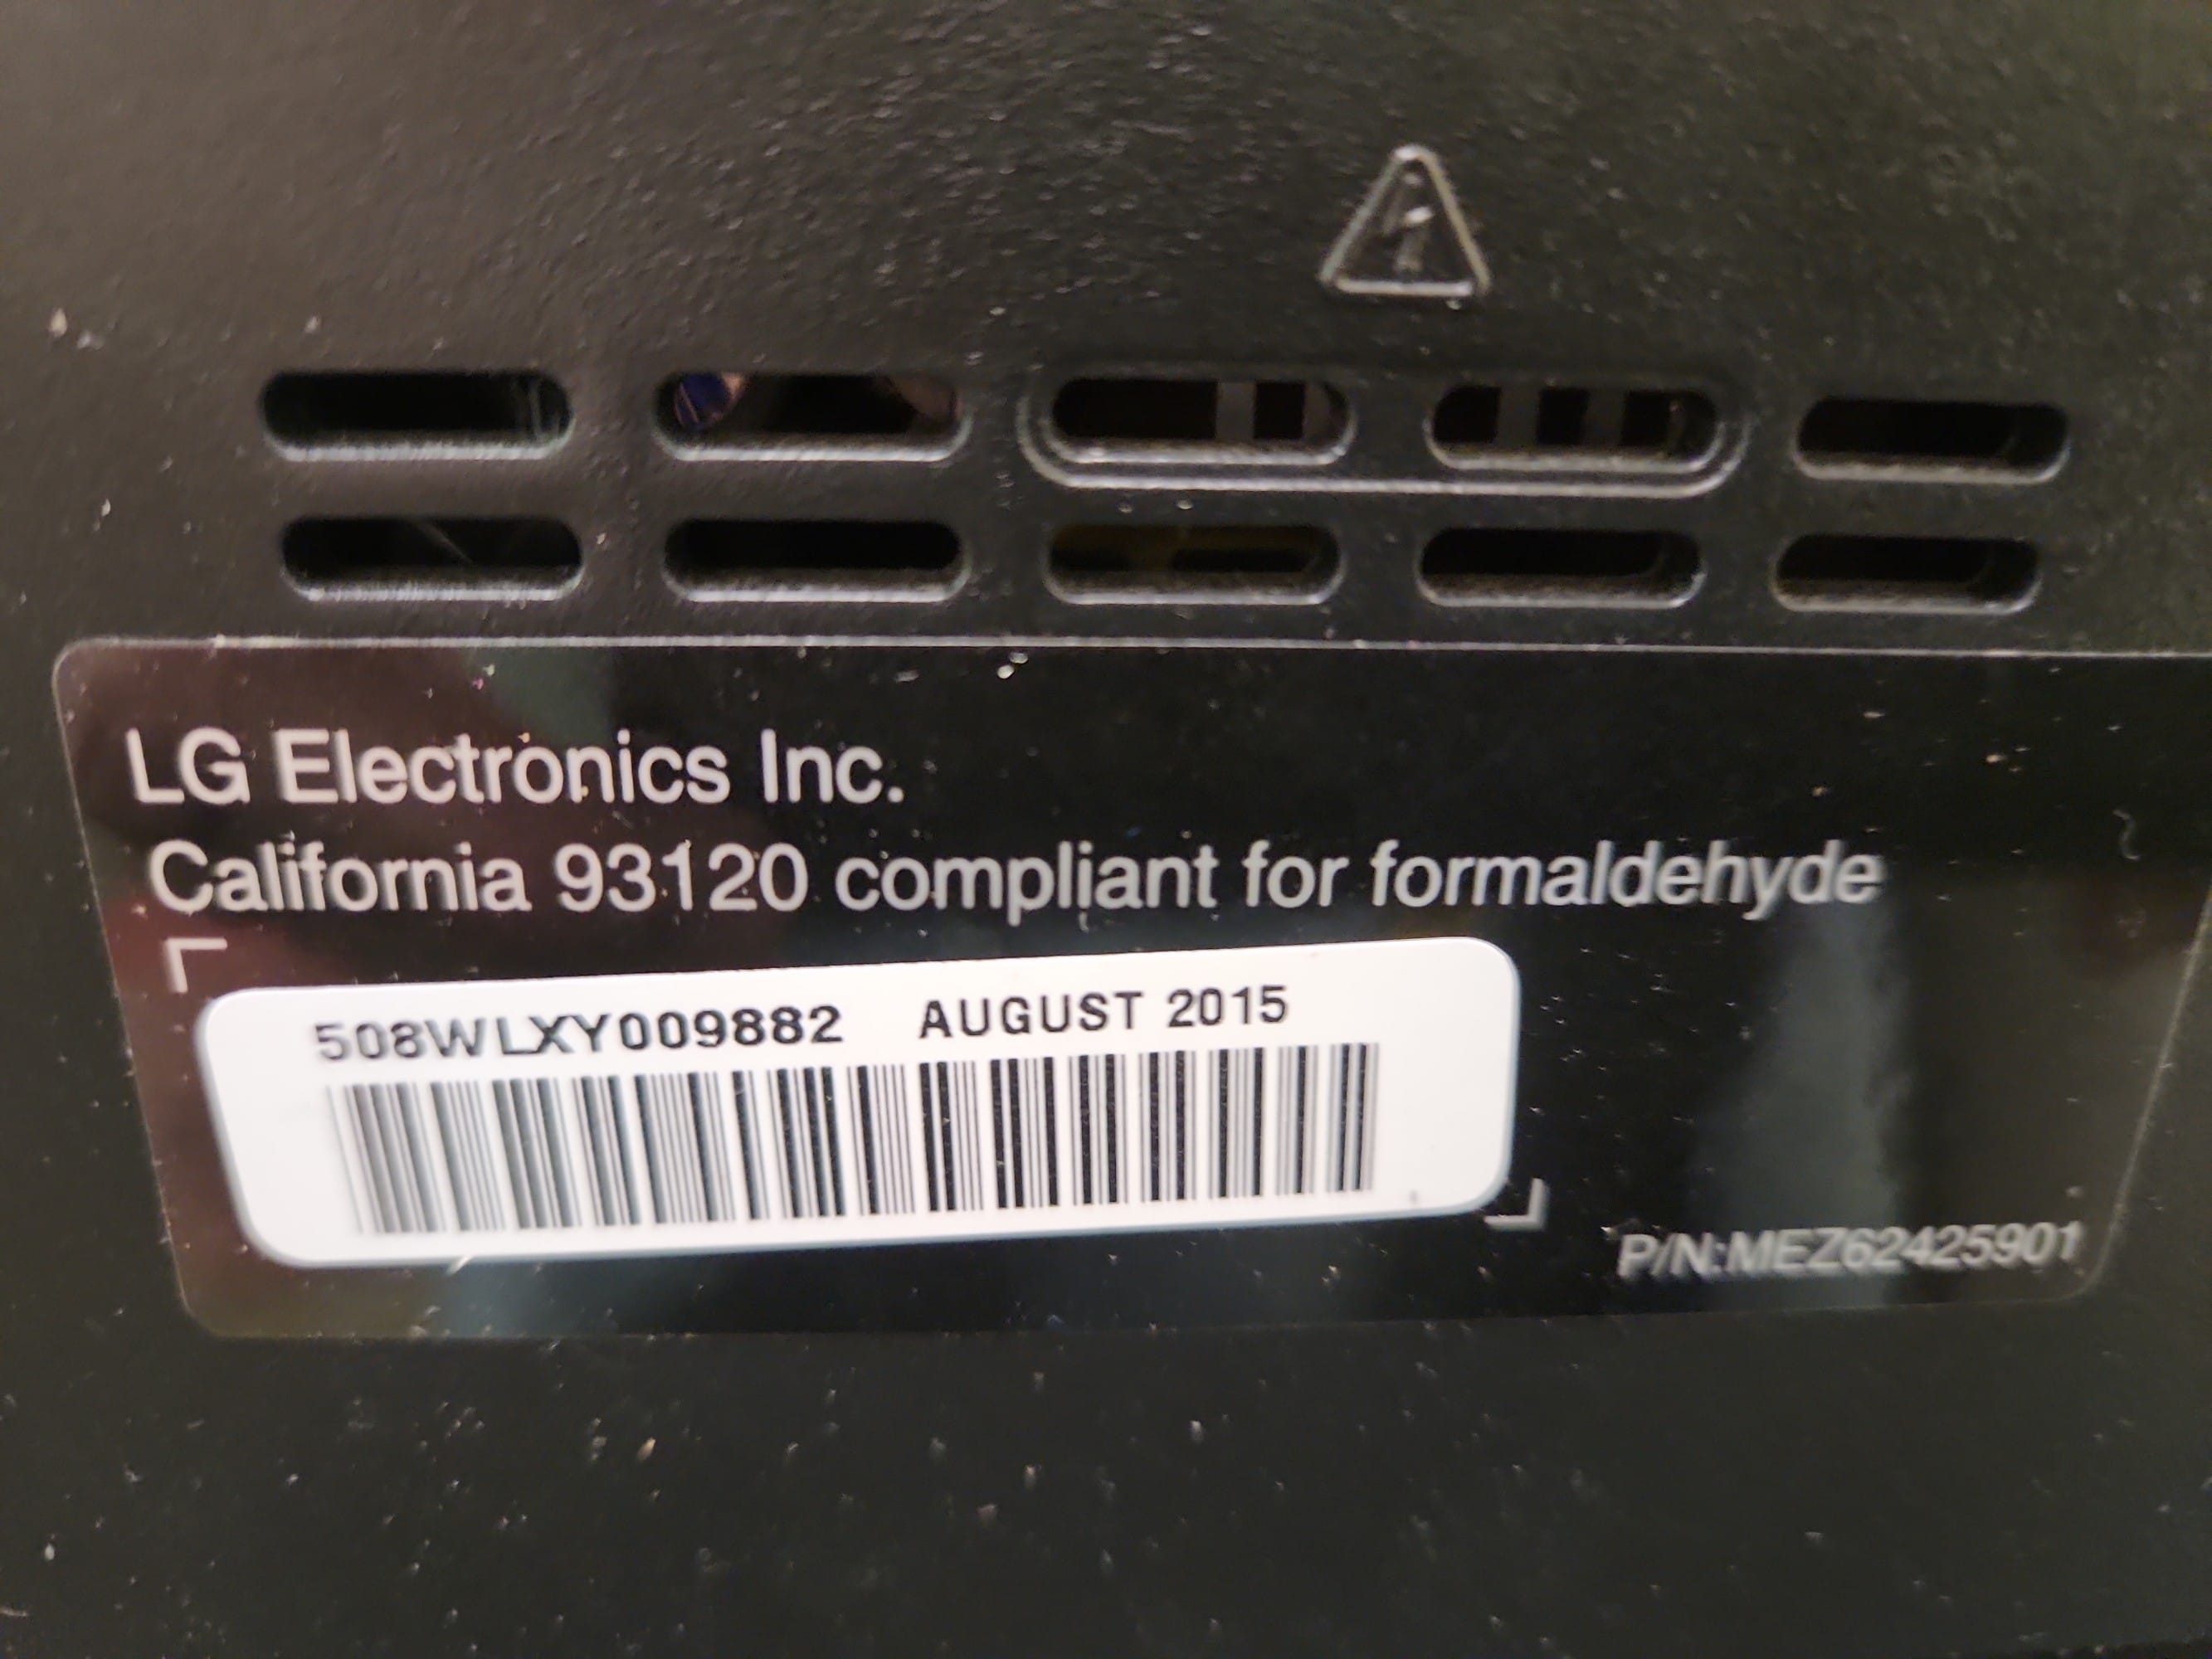 LG Electronics Inc.
California 93120 compliant for formaldehyde
508WLXY009882 AUGUST 2015
P/N:MEZ62425901